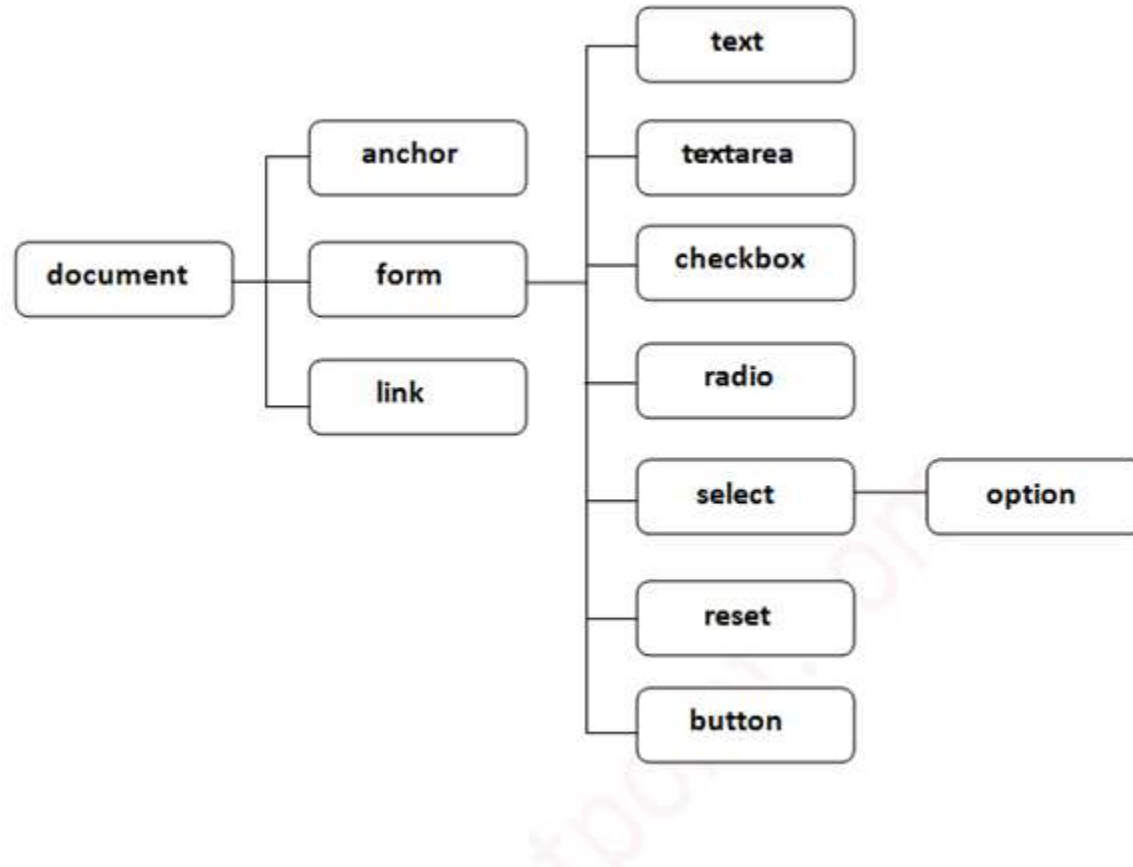 document
anchor
form
link
text
textarea
checkbox
radio
select
option
reset
button